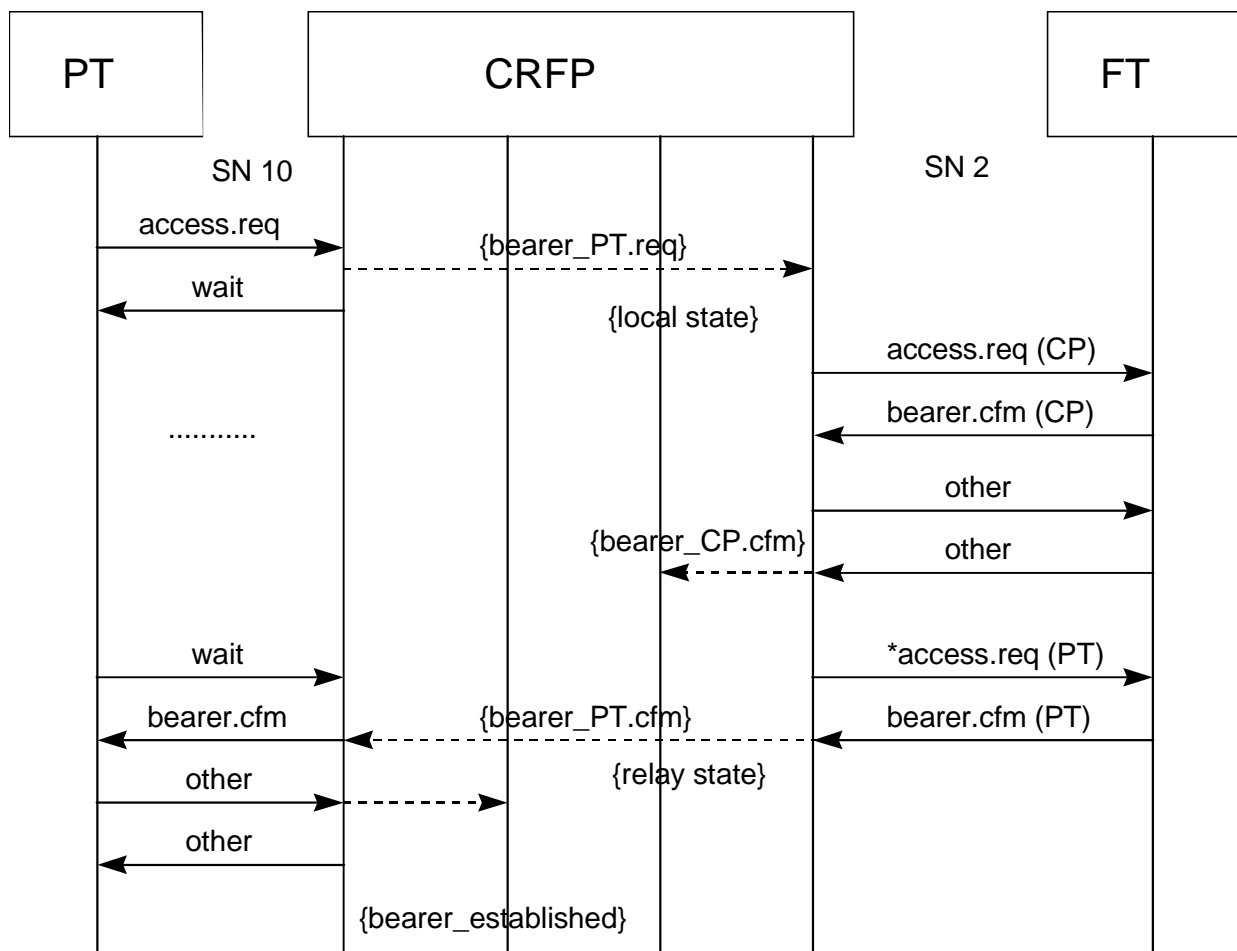 PT
CRFP
FT
SN 10
SN 2
access.req
{bearer_PT.req}
wait
{local state}
access.req (CP)
...........
bearer.cfm (CP)
other
{bearer_CP.cfm}
other
wait
*access.req (PT)
bearer.cfm
{bearer_PT.cfm}
bearer.cfm (PT)
{relay state}
other
other
{bearer_established}